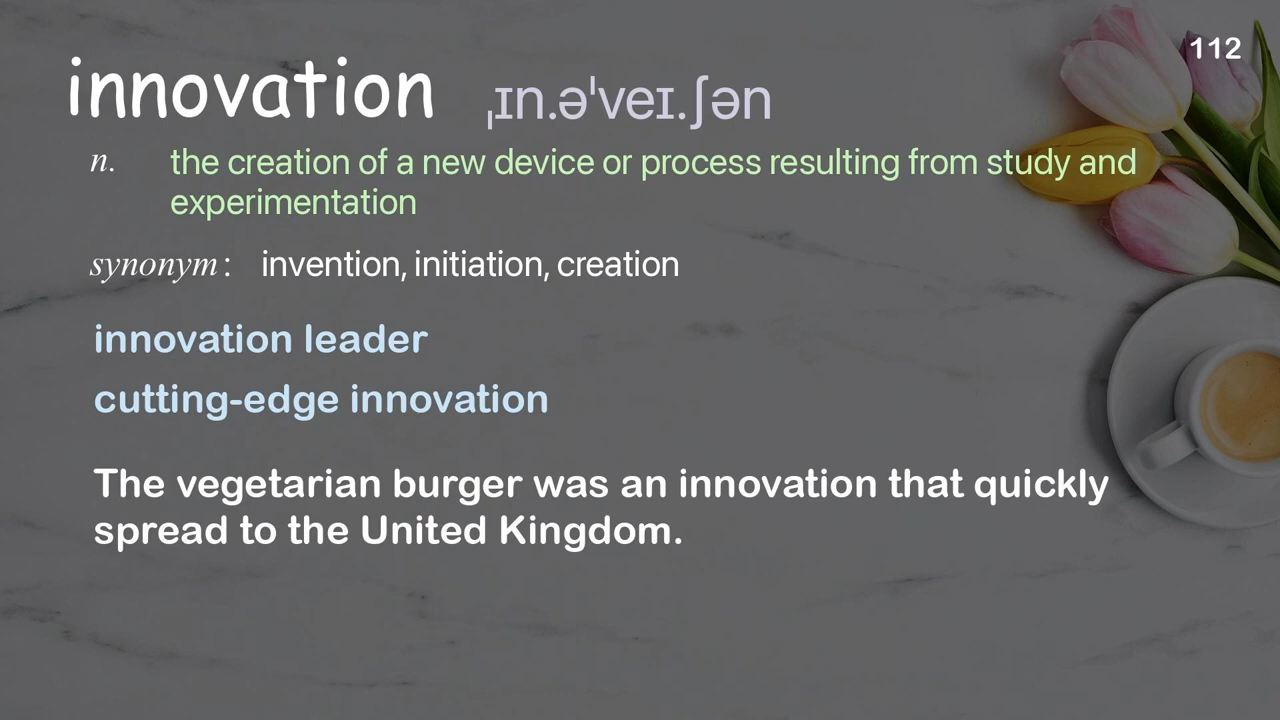 112
innovation ˌɪn.əˈveɪ.ʃən
n. the creation of a new device or process resulting from study and
experimentation
synonym: invention, initiation, creation
innovation leader
cutting-edge innovation
The vegetarian burger was an innovation that quickly
spread to the United Kingdom.